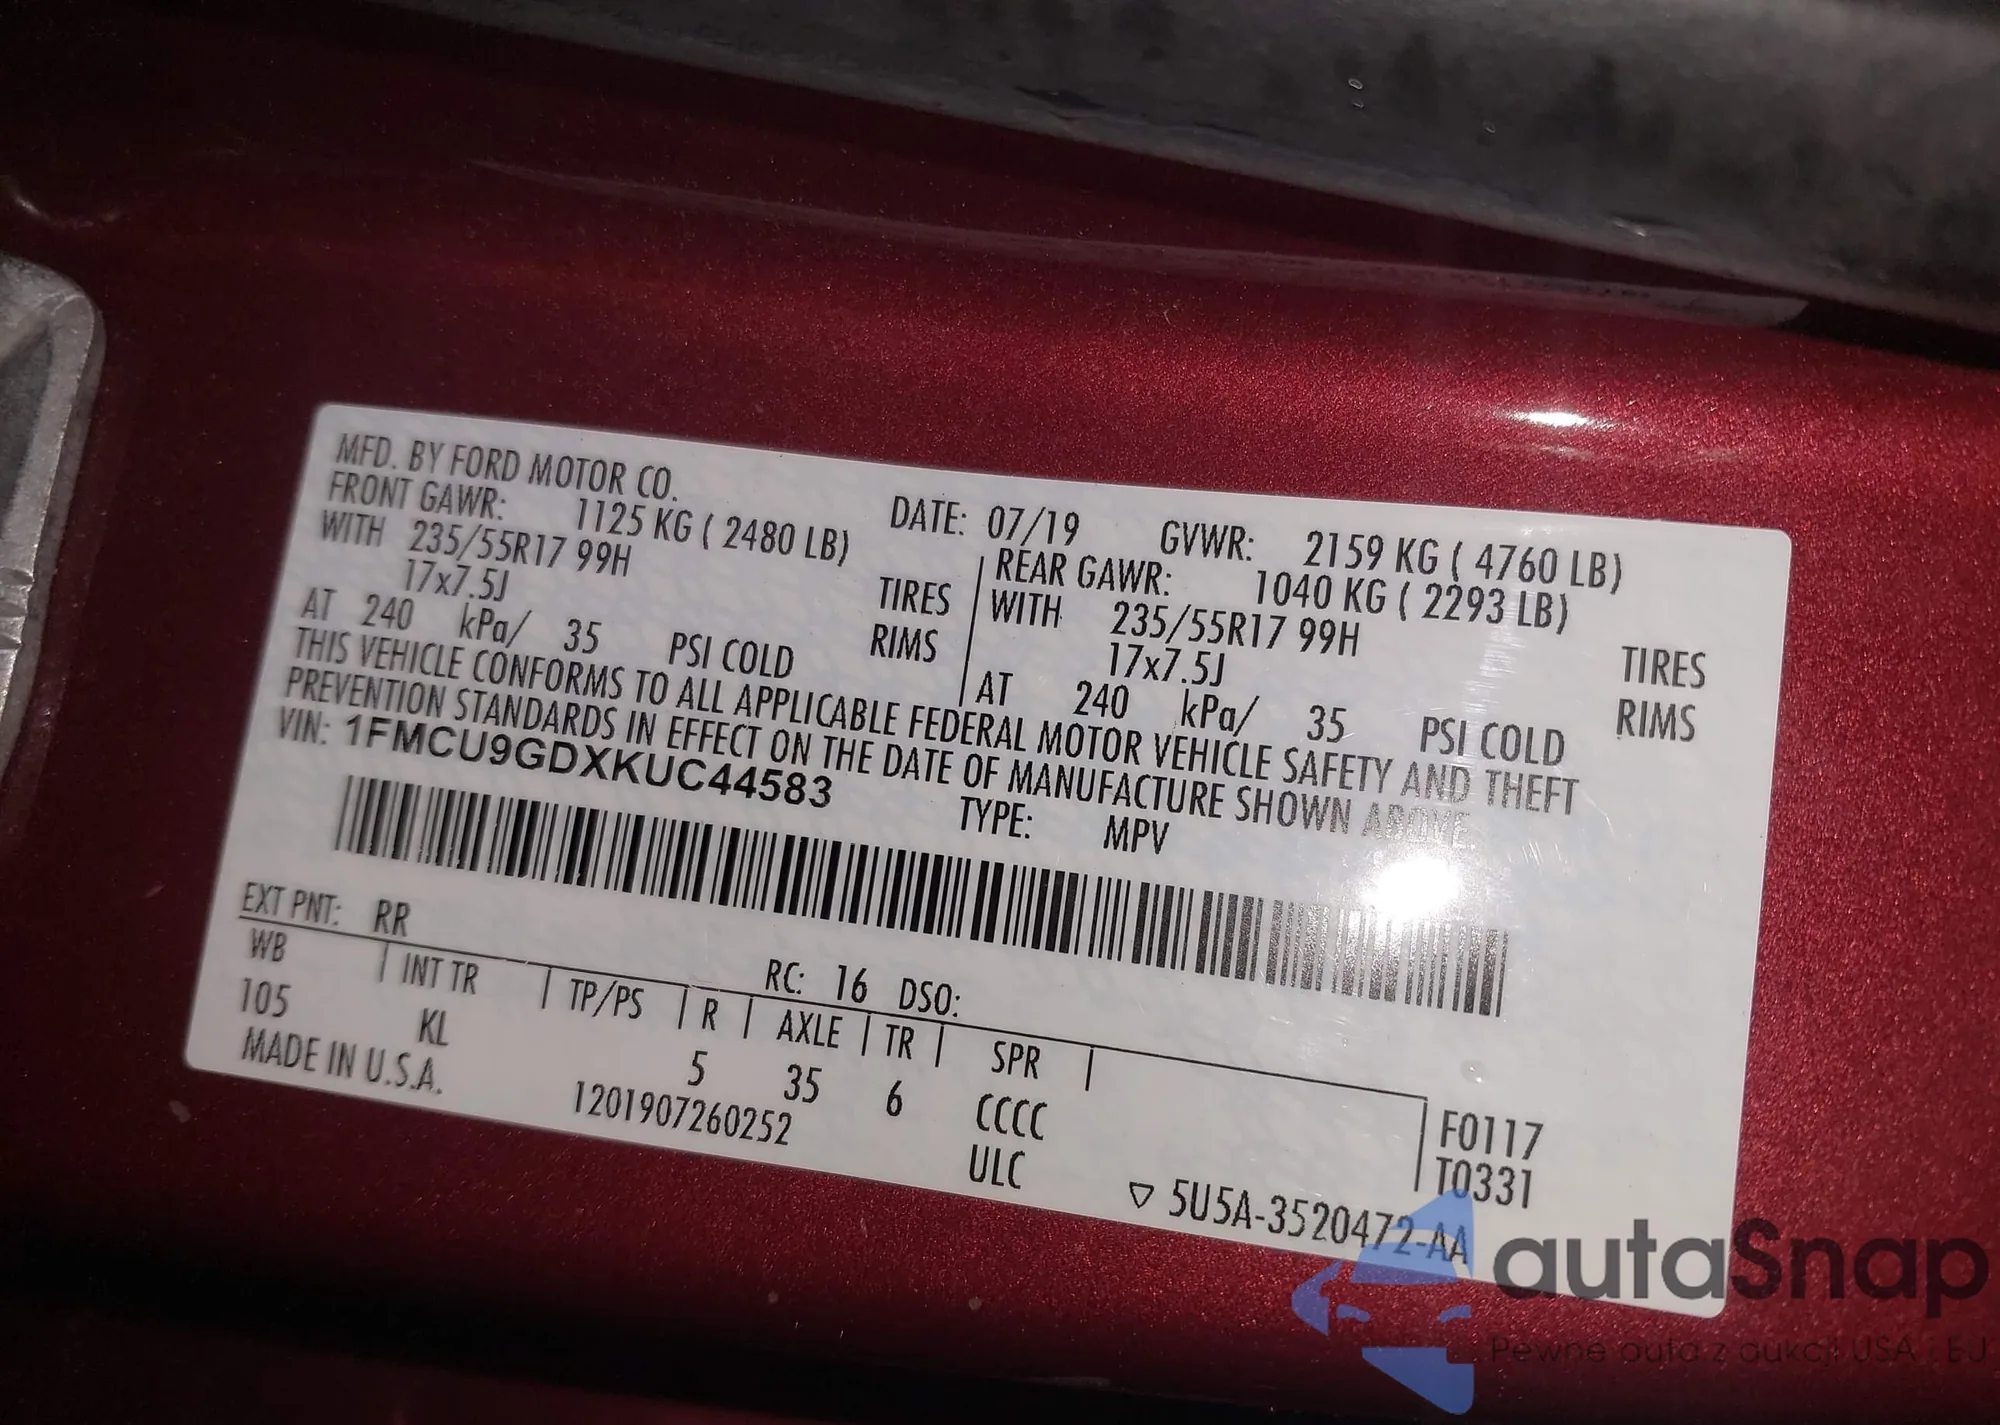 MFD. BY FORD MOTOR CO. DATE: 07/19 GVWR: 2159 KG ( 4760 LB)
FRONT GAWR: 1125 KG ( 2480 LB) REAR GAWR: 1040 KG ( 2293 LB)
WITH 235/55R17 99H TIRES WITH 235/55R17 99H TIRES
17x7.5J RIMS 17x7.5J RIMS
AT 240 kPa/ 35 PSI COLD AT 240 kPa/ 35 PSI COLD
THIS VEHICLE CONFORMS TO ALL APPLICABLE FEDERAL MOTOR VEHICLE SAFETY AND THEFT
PREVENTION STANDARDS IN EFFECT ON THE DATE OF MANUFACTURE SHOWN ABOVE
VIN: 1FMCU9GDXKUC44583 TYPE: MPV
EXT PNT: RR RC: 16 DSO:
WB | INT TR | TP/PS | R | AXLE | TR | SPR |
105 KL 5 35 6 CCCC F0117
MADE IN U.S.A. 1201907260252 ULC T0331
▽ 5U5A-3520472-AA
autaSnap
Pewne auta z aukcji USA i EU